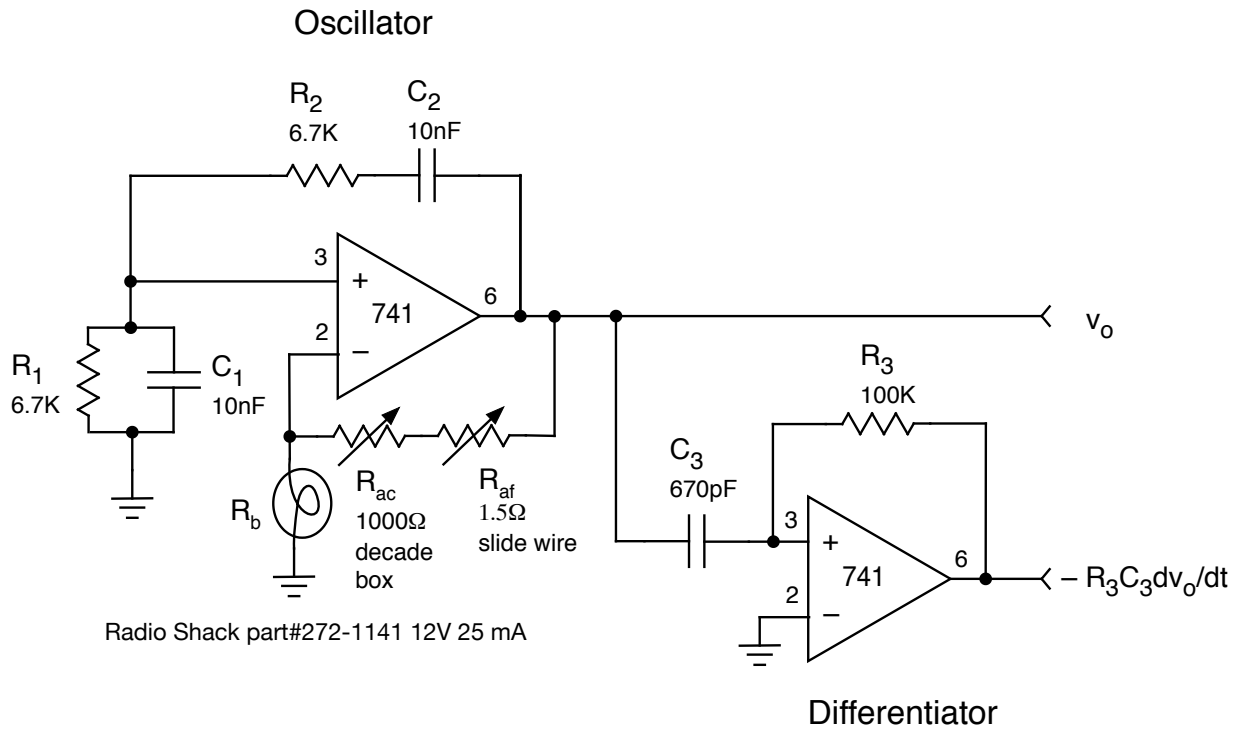 Oscillator
R2
6.7K
C2
10nF
3
+
741
2
−
6
vo
R1
6.7K
C1
10nF
Rb
Rac
1000Ω
decade
box
Raf
1.5Ω
slide wire
R3
100K
C3
670pF
3
+
741
2
−
6
− R3C3dvo/dt
Radio Shack part#272-1141 12V 25 mA
Differentiator